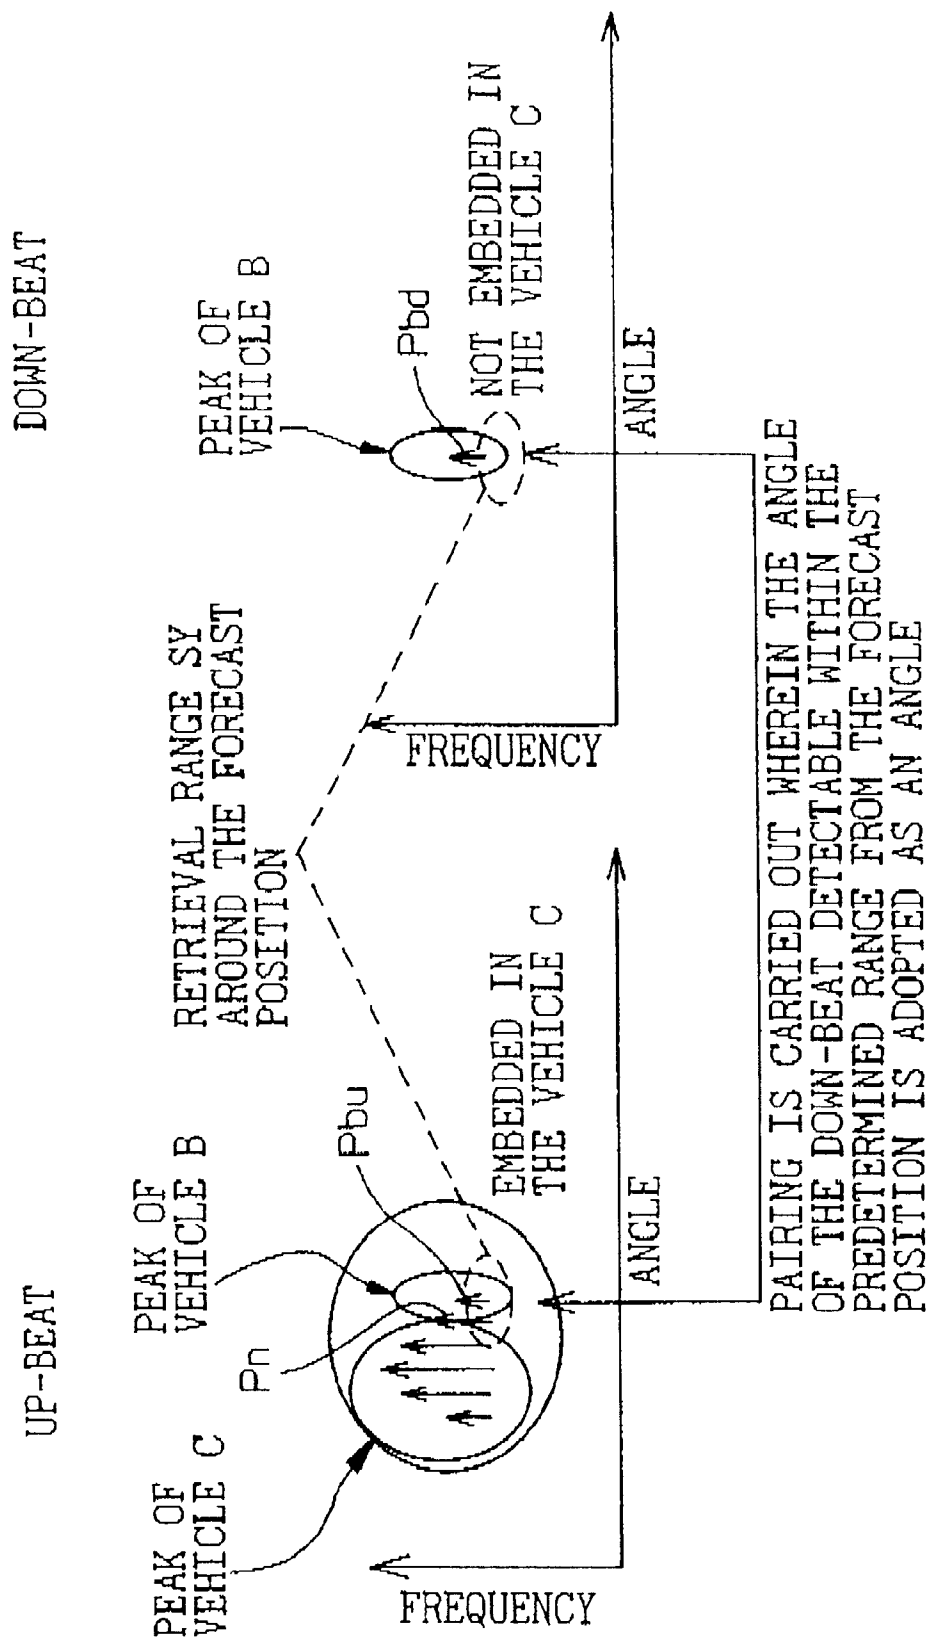 UP-BEAT
PEAK OF
VEHICLE C
Pn
PEAK OF
VEHICLE B
Pbu
EMBEDDED IN
THE VEHICLE C
FREQUENCY
ANGLE
RETRIEVAL RANGE SY
AROUND THE FORECAST
POSITION
DOWN-BEAT
PEAK OF
VEHICLE B
Pbd
NOT EMBEDDED IN
THE VEHICLE C
FREQUENCY
ANGLE
PAIRING IS CARRIED OUT WHEREIN THE ANGLE
OF THE DOWN-BEAT DETECTABLE WITHIN THE
PREDETERMINED RANGE FROM THE FORECAST
POSITION IS ADOPTED AS AN ANGLE